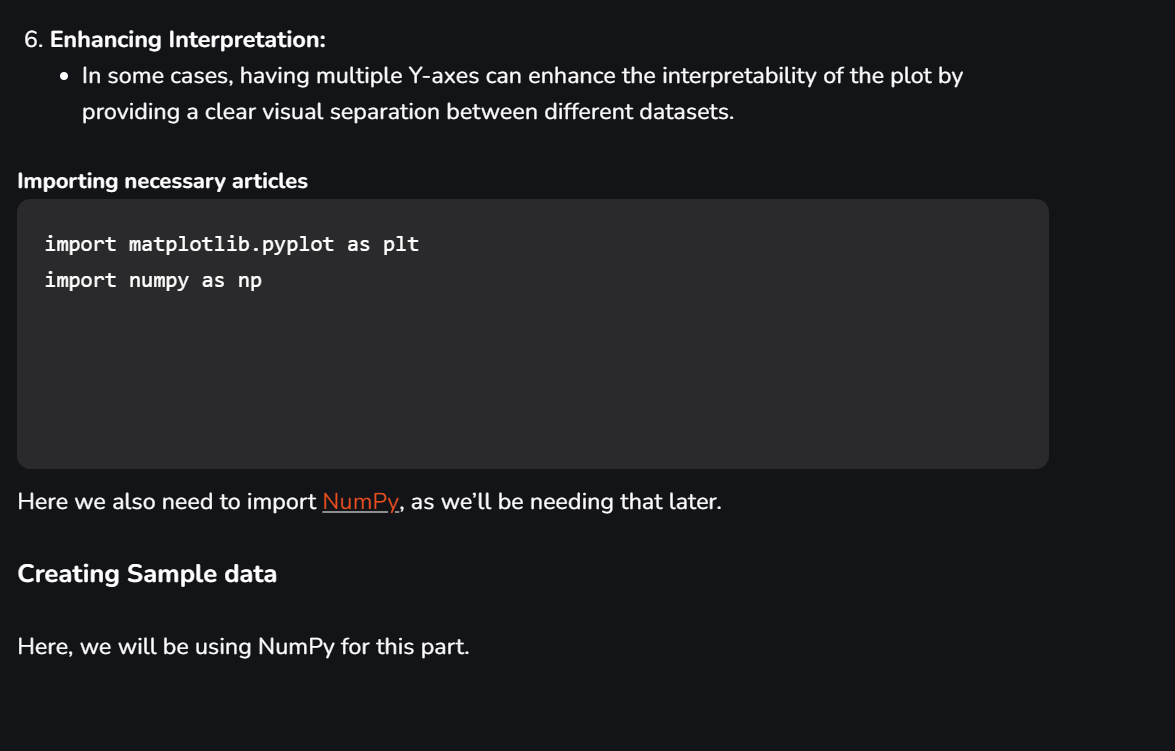 6. Enhancing Interpretation:
• In some cases, having multiple Y-axes can enhance the interpretability of the plot by
providing a clear visual separation between different datasets.
Importing necessary articles
import matplotlib.pyplot as plt
import numpy as np
Here we also need to import NumPy, as we’ll be needing that later.
Creating Sample data
Here, we will be using NumPy for this part.